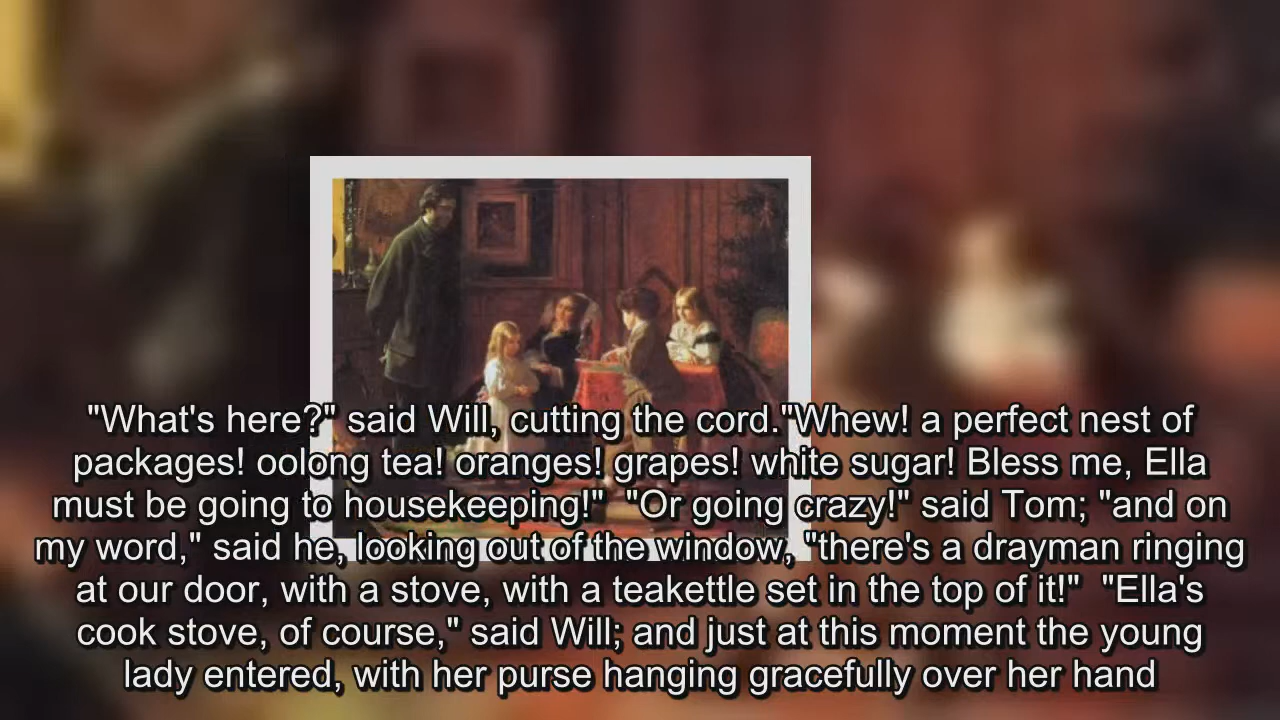 "What's here?" said Will, cutting the cord."Whew! a perfect nest of
packages! oolong tea! oranges! grapes! white sugar! Bless me, Ella
must be going to housekeeping!"  "Or going crazy!" said Tom; "and on
my word," said he, looking out of the window, "there's a drayman ringing
at our door, with a stove, with a teakettle set in the top of it!"  "Ella's
cook stove, of course," said Will; and just at this moment the young
lady entered, with her purse hanging gracefully over her hand